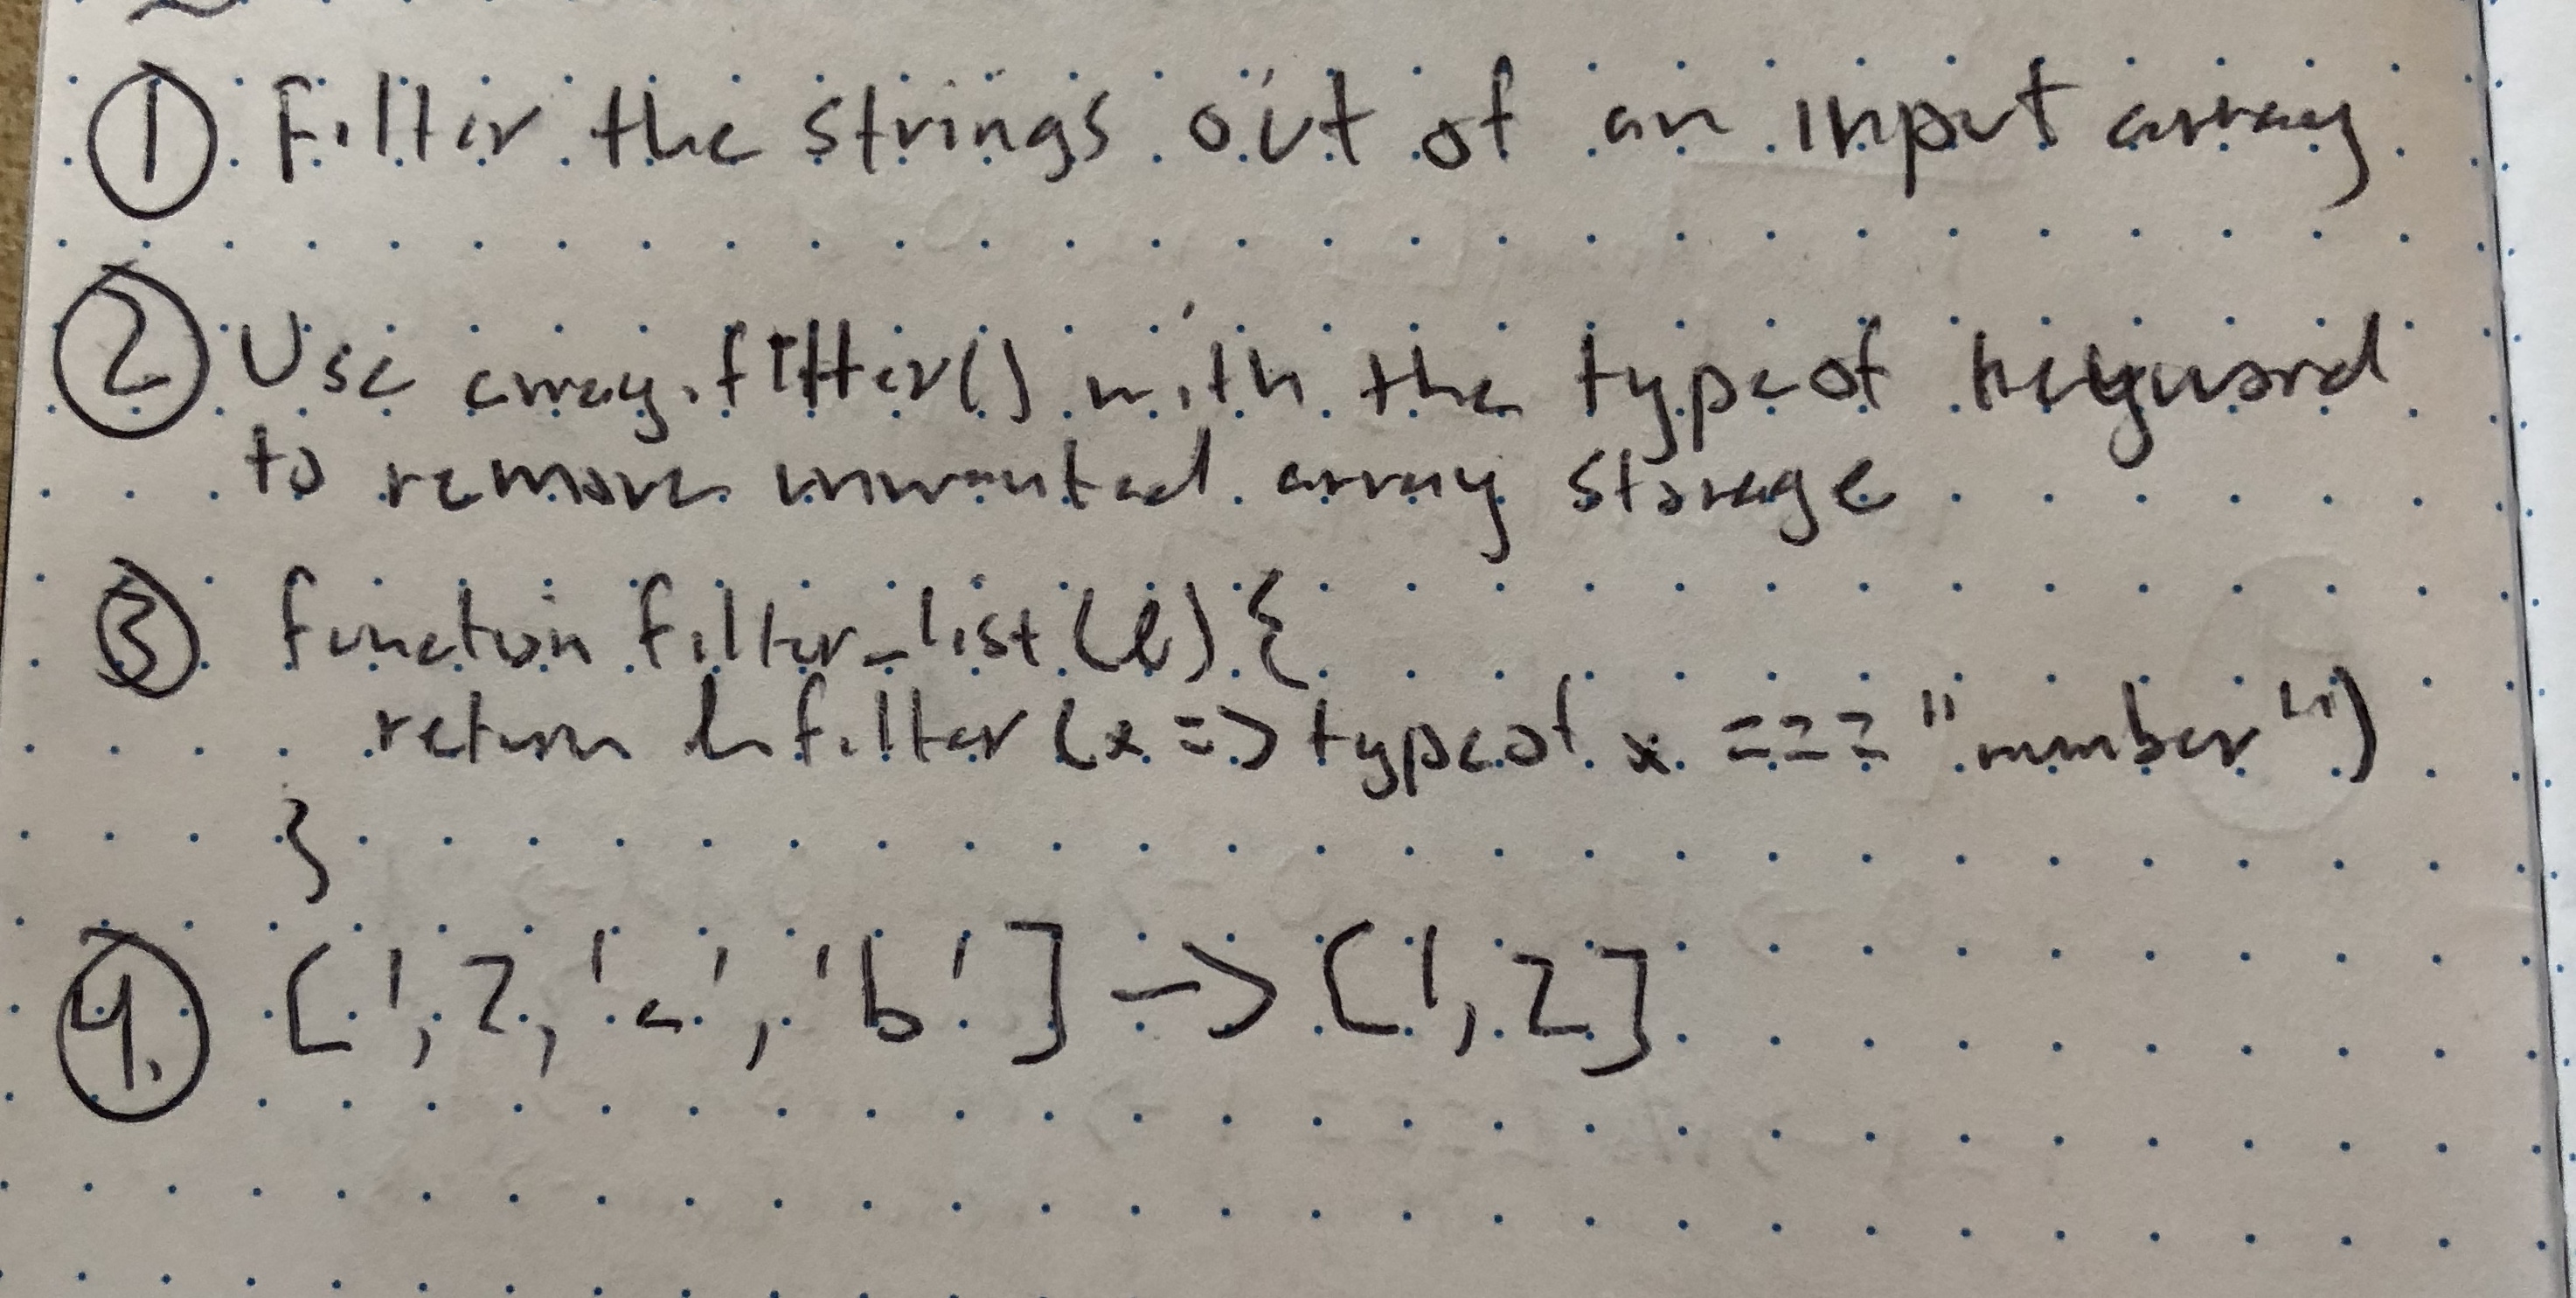 ① Filter the strings out of an input array
② Use array.filter() with the typeof keyword
to remove unwanted array storage
③ function filter_list(l) {
return l.filter(x => typeof x === "number")
}
④. [1,2,'a','b'] -> [1,2]